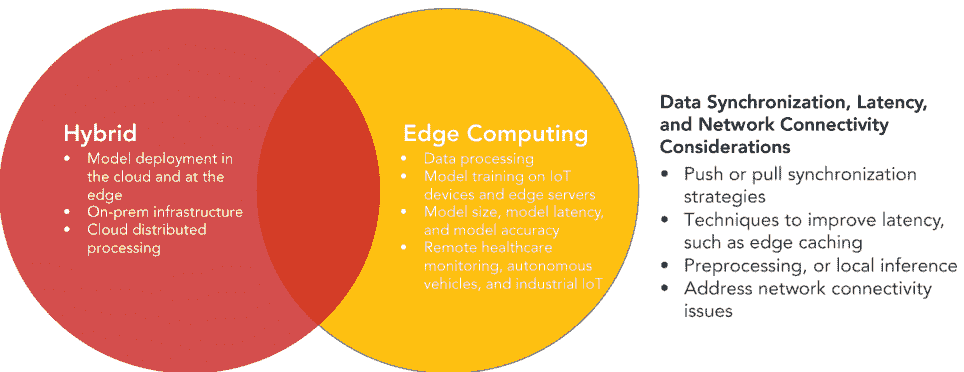 Hybrid
• Model deployment in
the cloud and at the
edge
• On-prem infrastructure
• Cloud distributed
processing
Edge Computing
• Data processing
• Model training on IoT
devices and edge servers
• Model size, model latency,
and model accuracy
• Remote healthcare
monitoring, autonomous
vehicles, and industrial IoT
Data Synchronization, Latency,
and Network Connectivity
Considerations
• Push or pull synchronization
strategies
• Techniques to improve latency,
such as edge caching
• Preprocessing, or local inference
• Address network connectivity
issues